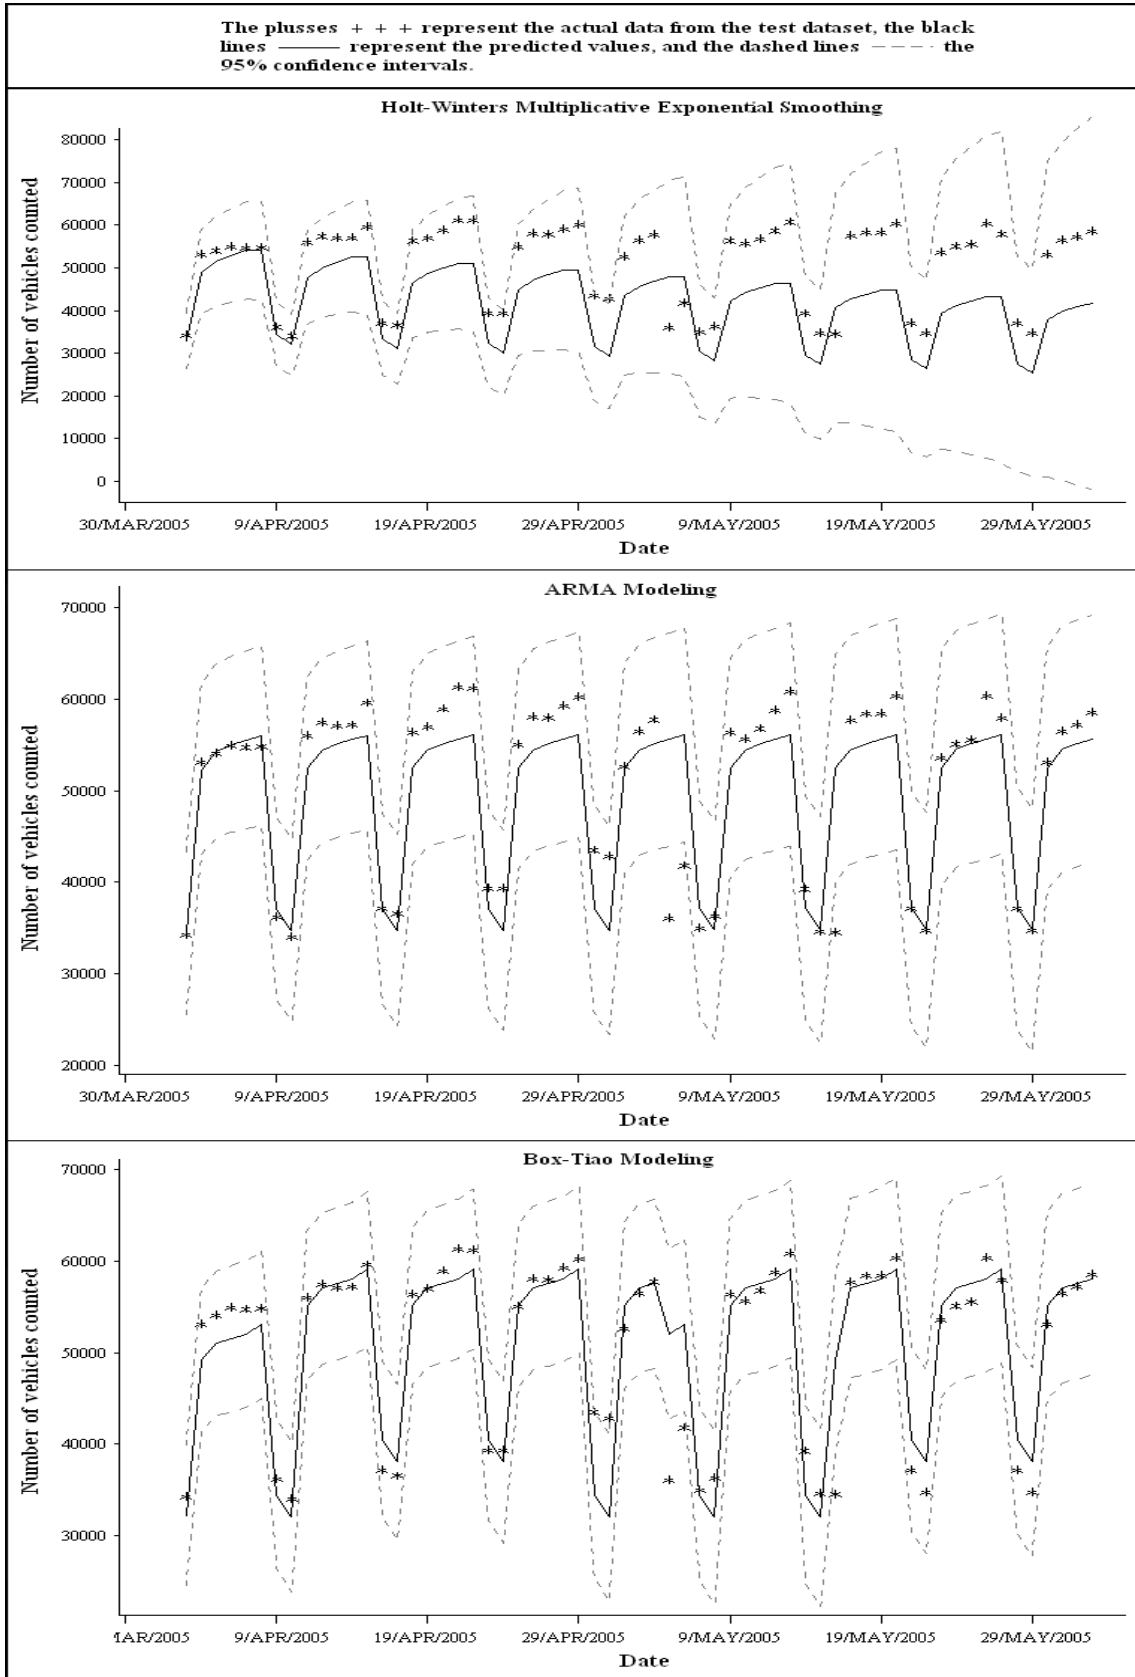 The plusses + + + represent the actual data from the test dataset, the black
lines ——— represent the predicted values, and the dashed lines – – – – the
95% confidence intervals.
Holt-Winters Multiplicative Exponential Smoothing
Number of vehicles counted
80000
70000
60000
50000
40000
30000
20000
10000
0
30/MAR/2005 9/APR/2005 19/APR/2005 29/APR/2005 9/MAY/2005 19/MAY/2005 29/MAY/2005
Date
ARMA Modeling
Number of vehicles counted
70000
60000
50000
40000
30000
20000
30/MAR/2005 9/APR/2005 19/APR/2005 29/APR/2005 9/MAY/2005 19/MAY/2005 29/MAY/2005
Date
Box-Tiao Modeling
Number of vehicles counted
70000
60000
50000
40000
30000
1AR/2005 9/APR/2005 19/APR/2005 29/APR/2005 9/MAY/2005 19/MAY/2005 29/MAY/2005
Date